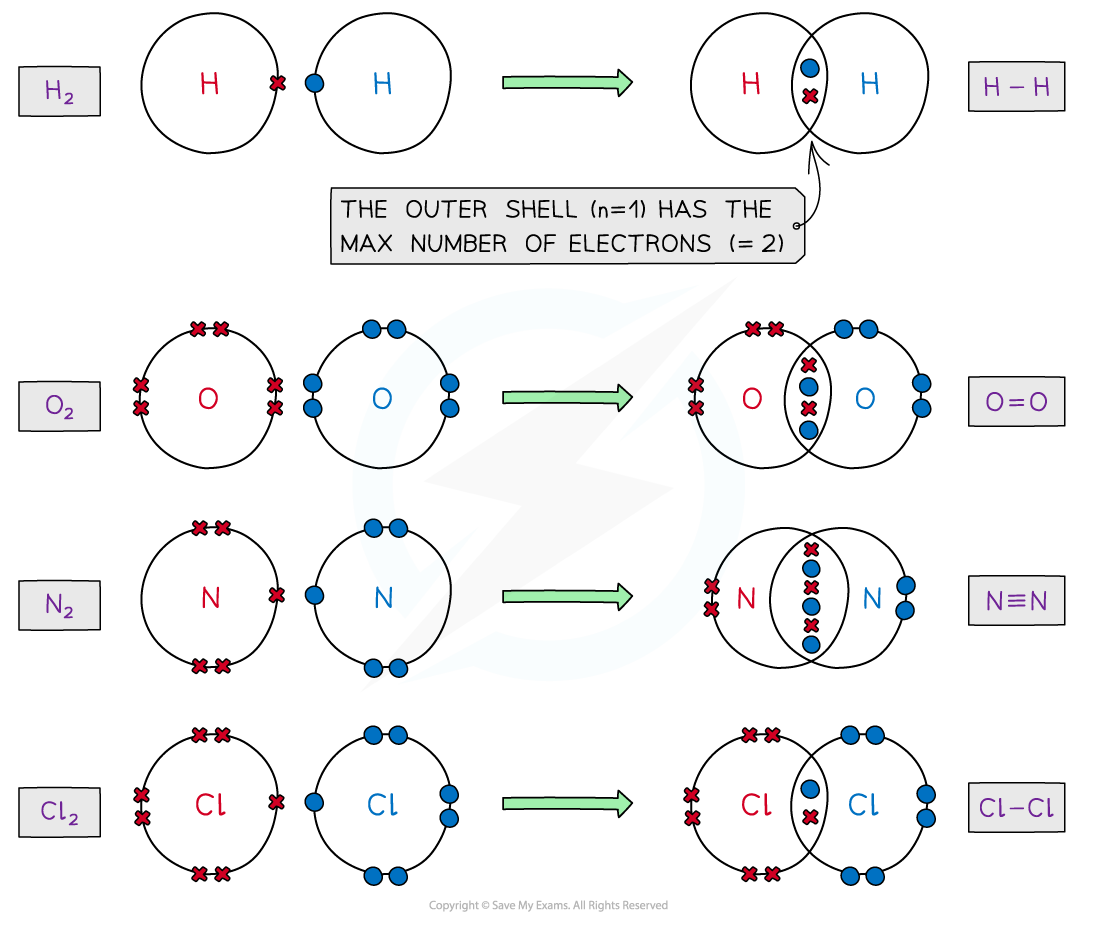 H₂
H
H
H
H
H – H
THE OUTER SHELL (n=1) HAS THE
MAX NUMBER OF ELECTRONS (= 2)
O₂
O
O
O
O
O=O
N₂
N
N
N
N
N≡N
Cl₂
Cl
Cl
Cl
Cl
Cl–Cl
Copyright © Save My Exams. All Rights Reserved